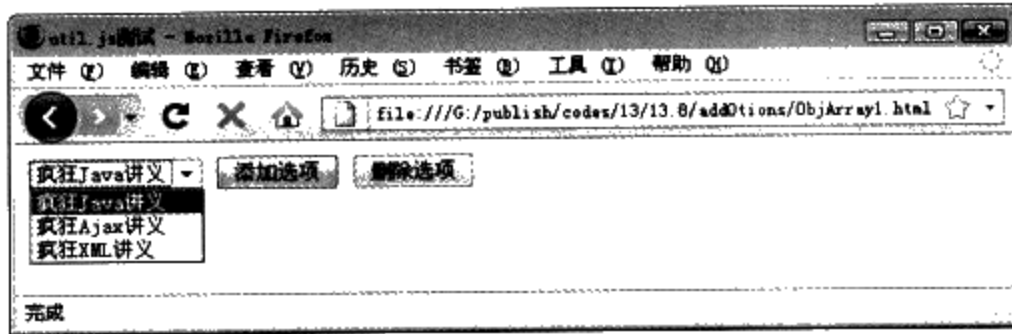 util.js测试 - Mozilla Firefox
文件 (F) 编辑 (E) 查看 (V) 历史 (S) 书签 (B) 工具 (T) 帮助 (H)
file:///G:/publish/codes/13/13.8/addOtions/ObjArray1.html
疯狂Java讲义 添加选项 删除选项
疯狂Java讲义
疯狂Ajax讲义
疯狂XML讲义
完成